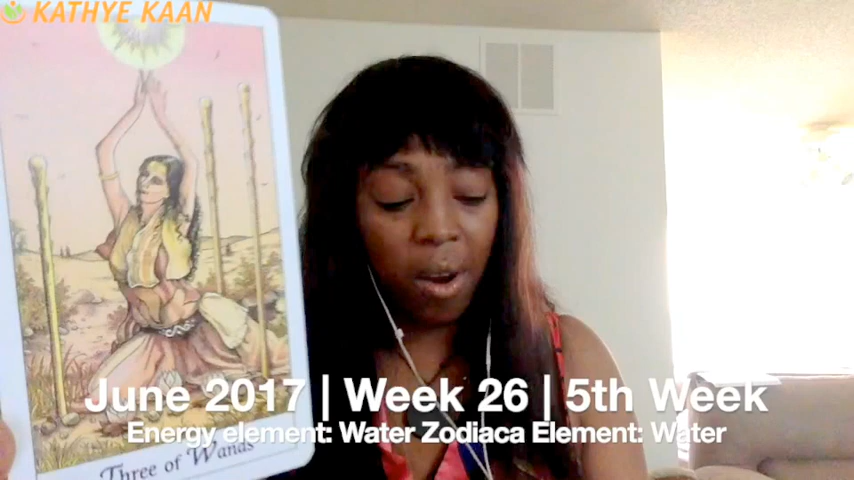 KATHYE KAAN
June 2017 | Week 26 | 5th Week
Energy element: Water Zodiaca Element: Water
Three of Wands